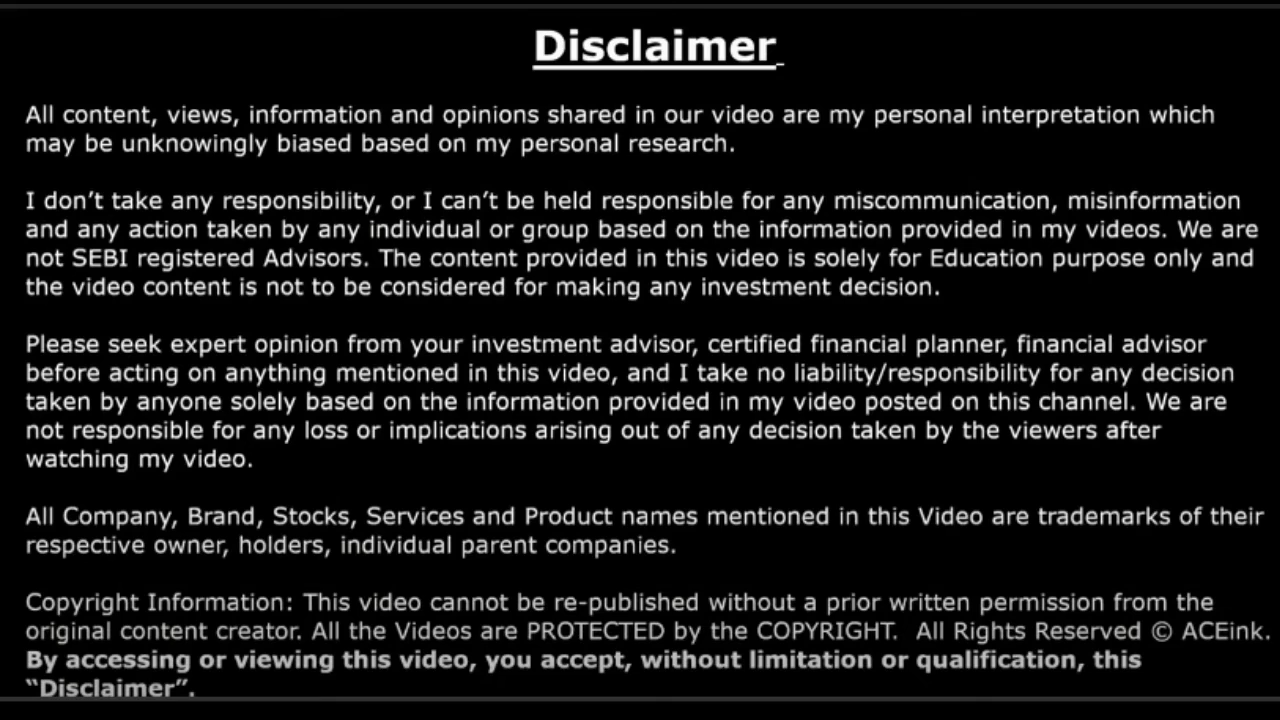 Disclaimer
All content, views, information and opinions shared in our video are my personal interpretation which
may be unknowingly biased based on my personal research.
I don’t take any responsibility, or I can’t be held responsible for any miscommunication, misinformation
and any action taken by any individual or group based on the information provided in my videos. We are
not SEBI registered Advisors. The content provided in this video is solely for Education purpose only and
the video content is not to be considered for making any investment decision.
Please seek expert opinion from your investment advisor, certified financial planner, financial advisor
before acting on anything mentioned in this video, and I take no liability/responsibility for any decision
taken by anyone solely based on the information provided in my video posted on this channel. We are
not responsible for any loss or implications arising out of any decision taken by the viewers after
watching my video.
All Company, Brand, Stocks, Services and Product names mentioned in this Video are trademarks of their
respective owner, holders, individual parent companies.
Copyright Information: This video cannot be re-published without a prior written permission from the
original content creator. All the Videos are PROTECTED by the COPYRIGHT.  All Rights Reserved © ACEink.
By accessing or viewing this video, you accept, without limitation or qualification, this
“Disclaimer”.